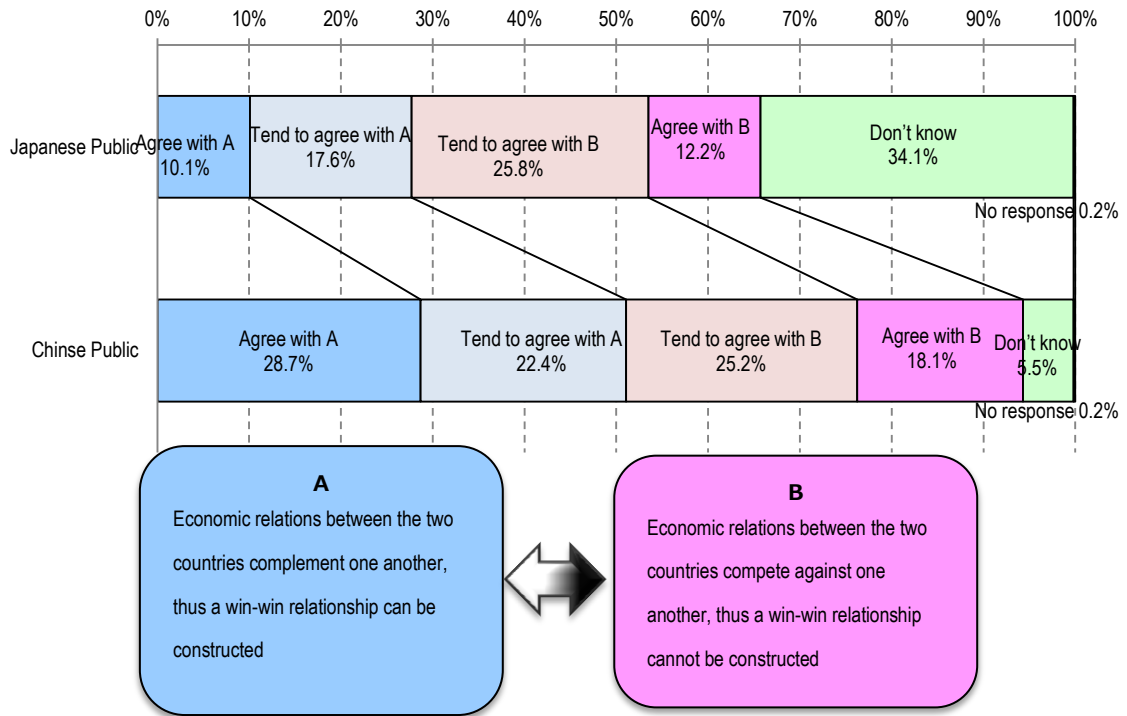 0% 10% 20% 30% 40% 50% 60% 70% 80% 90% 100%
Japanese Public
Agree with A
10.1%
Tend to agree with A
17.6%
Tend to agree with B
25.8%
Agree with B
12.2%
Don't know
34.1%
No response 0.2%
Chinse Public
Agree with A
28.7%
Tend to agree with A
22.4%
Tend to agree with B
25.2%
Agree with B
18.1%
Don't know
5.5%
No response 0.2%
A
Economic relations between the two
countries complement one another,
thus a win-win relationship can be
constructed
B
Economic relations between the two
countries compete against one
another, thus a win-win relationship
cannot be constructed